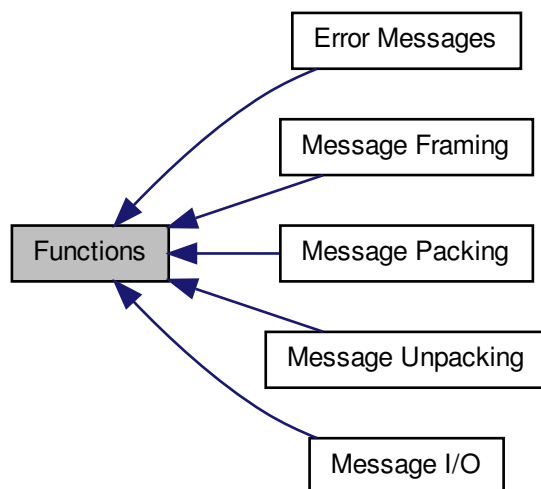 Error Messages
Message Framing
Functions
Message Packing
Message Unpacking
Message I/O